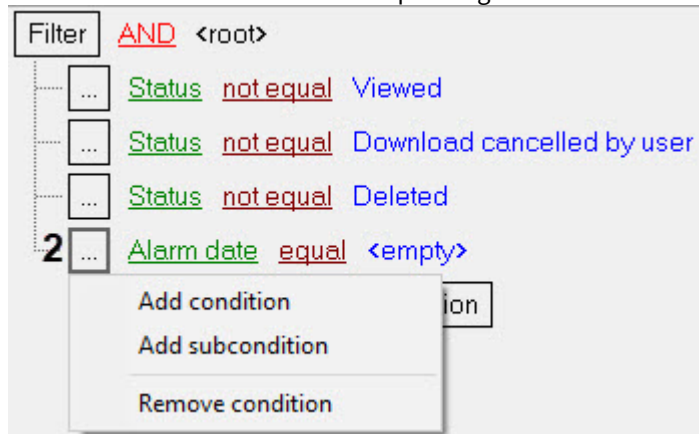 Filter AND <root>
... Status not equal Viewed
... Status not equal Download cancelled by user
... Status not equal Deleted
2 ... Alarm date equal <empty>
Add condition
ion
Add subcondition
Remove condition